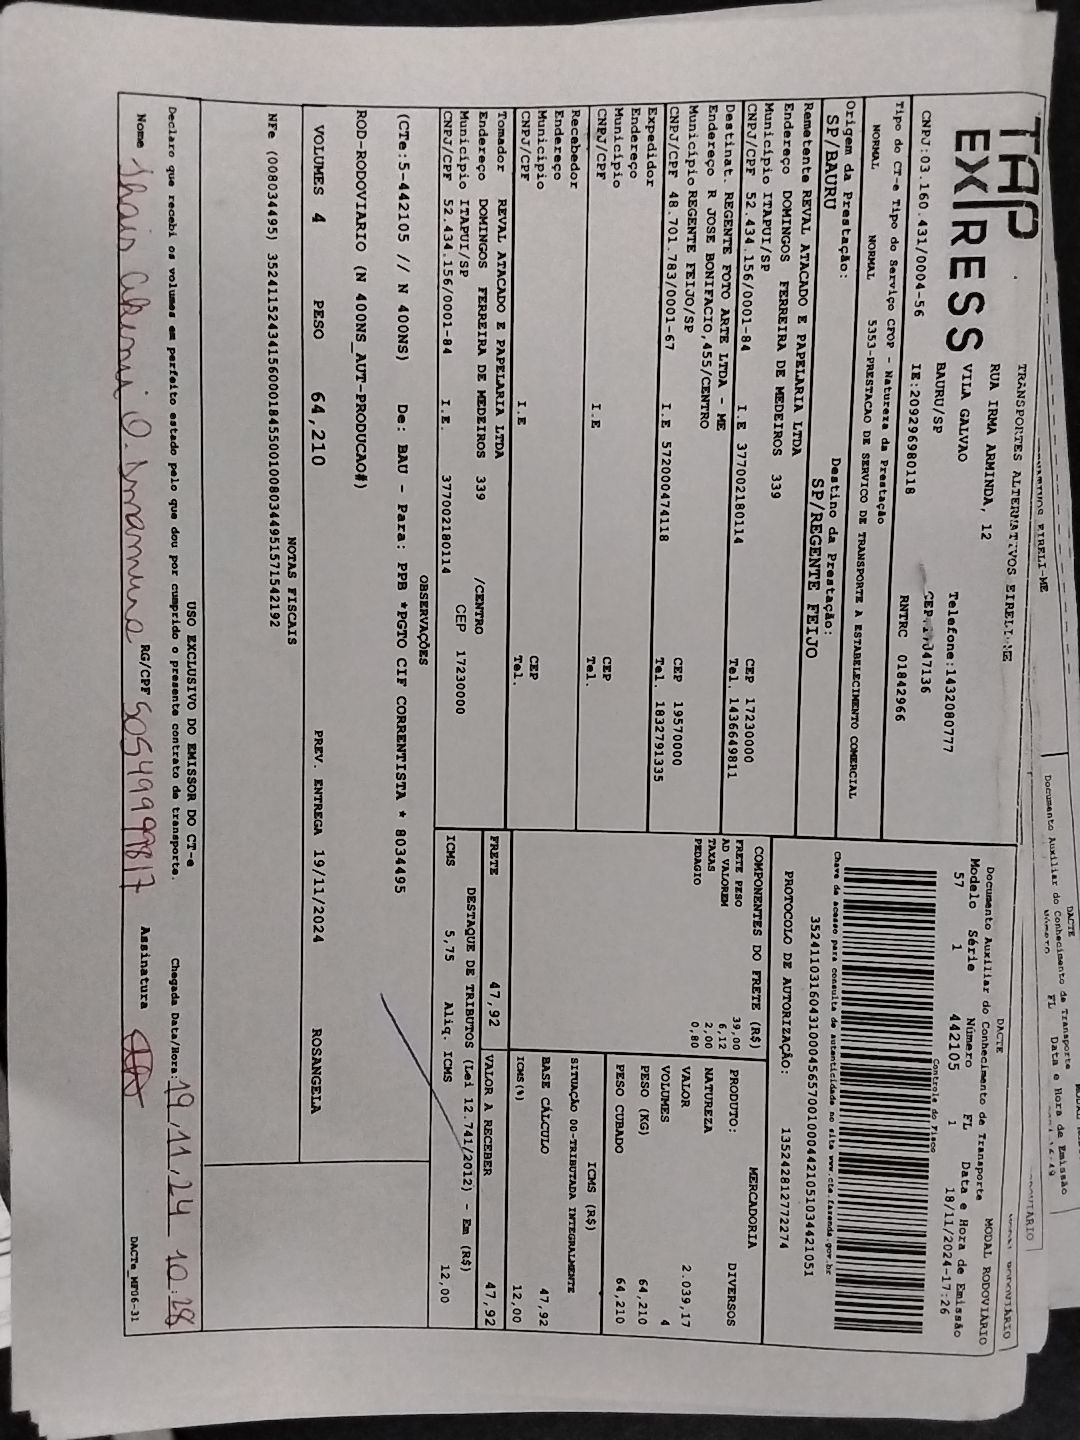 TAP
EXPRESS
TRANSPORTES ALTERNATIVOS EIRELI-ME
RUA IRMA ARMINDA, 12
VILA GALVAO
BAURU/SP
Telefone:1432080777
CNPJ:03.160.431/0004-56 IE:209296980118 RNTRC 01842966
Tipo do CT-e Tipo do Serviço CFOP - Natureza da Prestação
NORMAL NORMAL 5353-PRESTACAO DE SERVICO DE TRANSPORTE A ESTABELECIMENTO COMERCIAL
Origem da Prestação: Destino da Prestação:
SP/BAURU SP/REGENTE FEIJO
Remetente REVAL ATACADO E PAPELARIA LTDA
Endereço DOMINGOS FERREIRA DE MEDEIROS 339
Município ITAPUI/SP CEP 17230000
CNPJ/CPF 52.434.156/0001-84 I.E 377002180114 Tel. 1436649811
Destinat. REGENTE FOTO ARTE LTDA - ME
Endereço R JOSE BONIFACIO,455/CENTRO
Município REGENTE FEIJO/SP CEP 19570000
CNPJ/CPF 48.701.783/0001-67 I.E 572000474118 Tel. 1832791335
Expedidor
Endereço
Município CEP
CNPJ/CPF I.E Tel.
Recebedor
Endereço
Município CEP
CNPJ/CPF I.E Tel.
Tomador REVAL ATACADO E PAPELARIA LTDA
Endereço DOMINGOS FERREIRA DE MEDEIROS 339 /CENTRO
Município ITAPUI/SP CEP 17230000
CNPJ/CPF 52.434.156/0001-84 I.E. 377002180114
DACTE MODAL RODOVIÁRIO
Documento Auxiliar do Conhecimento de Transporte
Modelo Série Número FL Data e Hora de Emissão
57 1 442105 1 18/11/2024-17:26
Controle do Fisco
Chave de acesso para consulta de autenticidade no site www.cte.fazenda.gov.br
PROTOCOLO DE AUTORIZAÇÃO: 135242812772274
COMPONENTES DO FRETE (R$)
FRETE PESO 39,00
AD VALOREM 6,12
TAXAS 2,00
PEDAGIO 0,80
MERCADORIA
PRODUTO: DIVERSOS
NATUREZA
VALOR 2.039,17
VOLUMES 4
PESO (KG) 64,210
PESO CUBADO 64,210
ICMS (R$)
SITUAÇÃO 00-TRIBUTADA INTEGRALMENTE
BASE CÁLCULO 47,92
ICMS(%) 12,00
FRETE 47,92 VALOR A RECEBER 47,92
DESTAQUE DE TRIBUTOS (Lei 12.741/2012) - Em (R$)
ICMS 5,75 Aliq. ICMS 12,00
OBSERVAÇÕES
(CTe:5-442105 // N 400NS) De: BAU - Para: PPB *PGTO CIF CORRENTISTA * 8034495
ROD-RODOVIARIO (N 400NS_AUT-PRODUCAO#)
VOLUMES 4 PESO 64,210 PREV. ENTREGA 19/11/2024 ROSANGELA
NOTAS FISCAIS
NFe (008034495) 35241152434156000184550010080344951571542192
USO EXCLUSIVO DO EMISSOR DO CT-e
Declaro que recebi os volumes em perfeito estado pelo que dou por cumprido o presente contrato de transporte. Chegada Data/Hora: 19/11/24 10:28
Nome RG/CPF Assinatura
DACTe_MP06-31